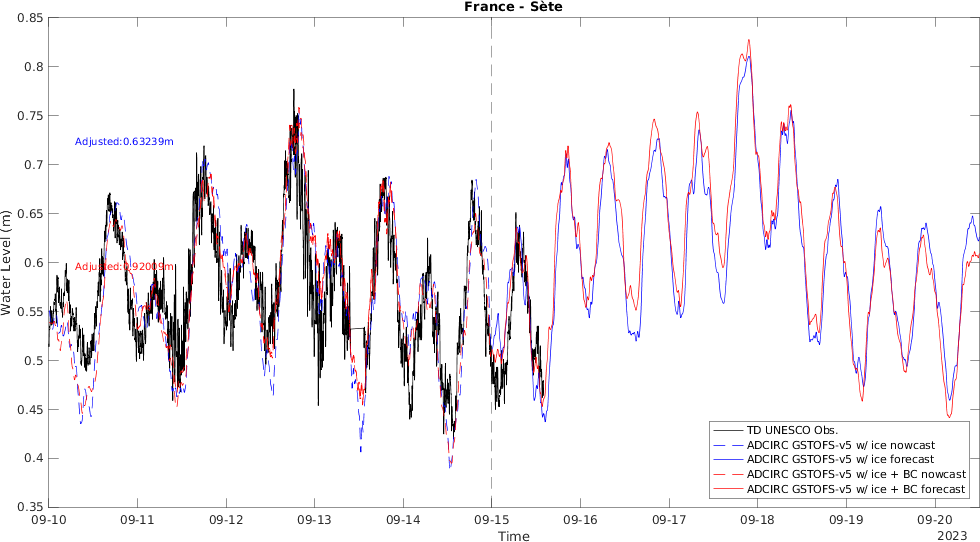 France - Sète
0.85
0.8
0.75
0.7
0.65
0.6
0.55
0.5
0.45
0.4
0.35
Water Level (m)
Adjusted:0.63239m
Adjusted:0.92009m
TD UNESCO Obs.
ADCIRC GSTOFS-v5 w/ ice nowcast
ADCIRC GSTOFS-v5 w/ ice forecast
ADCIRC GSTOFS-v5 w/ ice + BC nowcast
ADCIRC GSTOFS-v5 w/ ice + BC forecast
09-10 09-11 09-12 09-13 09-14 09-15 09-16 09-17 09-18 09-19 09-20
Time
2023